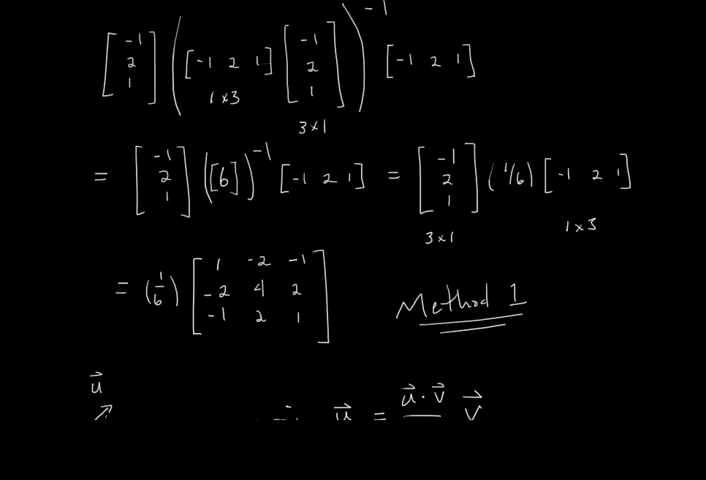 [-1 2 1] ([-1 2 1] [-1 2 1])⁻¹ [-1 2 1]
1×3
3×1
= [-1 2 1] ([6])⁻¹ [-1 2 1] = [-1 2 1] (1/6) [-1 2 1]
3×1 1×3
= (1/6) [1 -2 -1
-2 4 2
-1 2 1]
Method 1
u⃗
u⃗ = u⃗·v⃗ v⃗